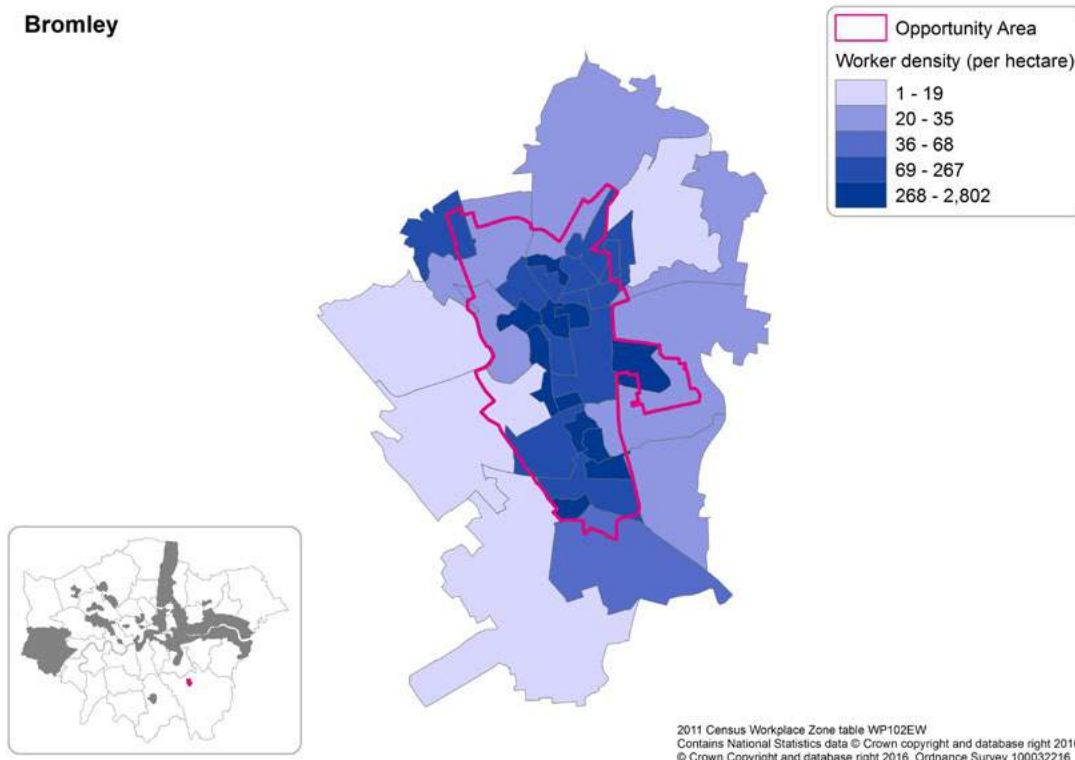 Bromley
Opportunity Area
Worker density (per hectare)
1 - 19
20 - 35
36 - 68
69 - 267
268 - 2,802
2011 Census Workplace Zone table WP102EW
Contains National Statistics data © Crown copyright and database right 2016
© Crown Copyright and database right 2016. Ordnance Survey 100032216